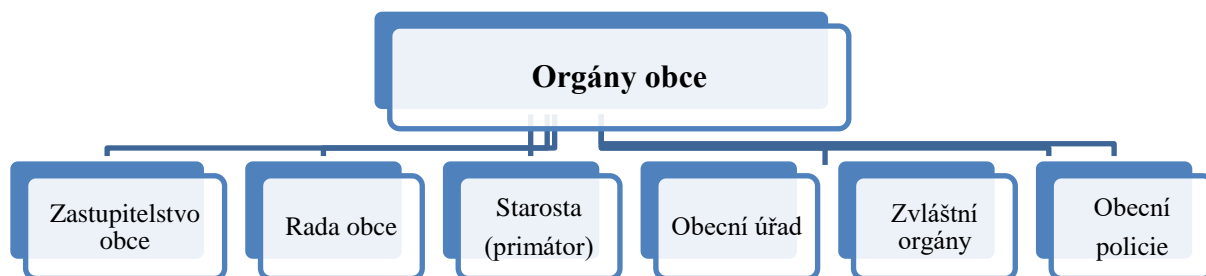 Orgány obce
Zastupitelstvo
obce
Rada obce
Starosta
(primátor)
Obecní úřad
Zvláštní
orgány
Obecní
policie